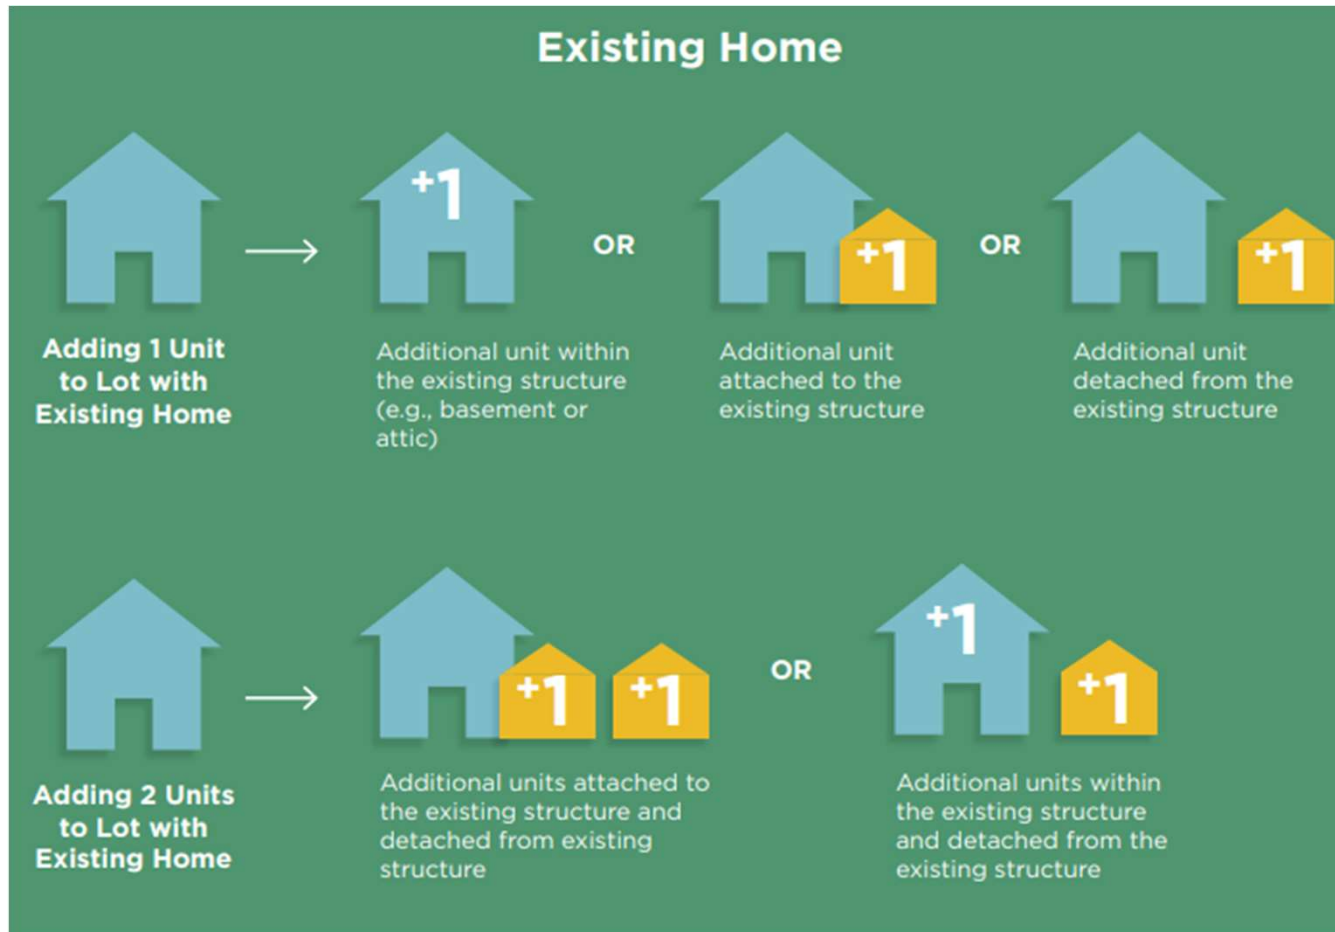 Existing Home
+1
OR
+1
OR
+1
Adding 1 Unit
to Lot with
Existing Home
Additional unit within
the existing structure
(e.g., basement or
attic)
Additional unit
attached to the
existing structure
Additional unit
detached from the
existing structure
+1
+1
OR
+1
+1
Adding 2 Units
to Lot with
Existing Home
Additional units attached to
the existing structure and
detached from existing
structure
Additional units within
the existing structure
and detached from the
existing structure